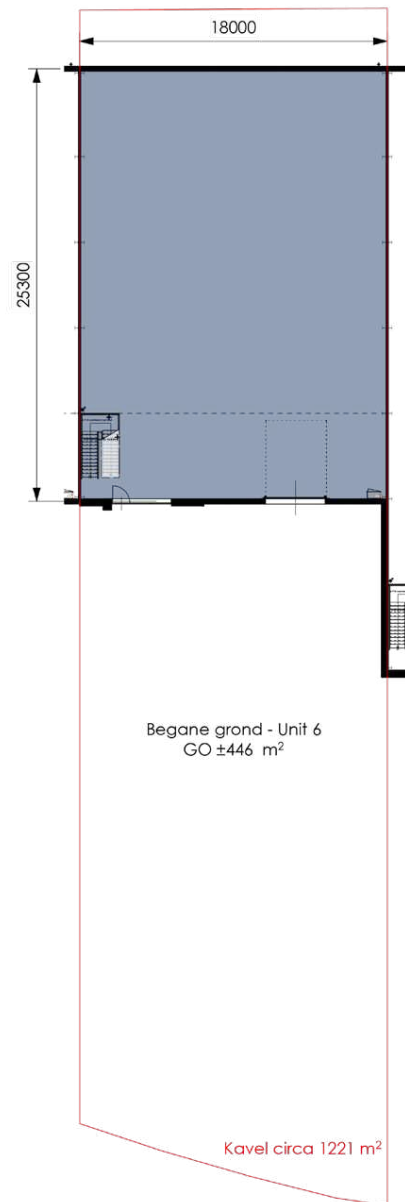 18000
25300
Begane grond - Unit 6
GO ±446 m²
Kavel circa 1221 m²